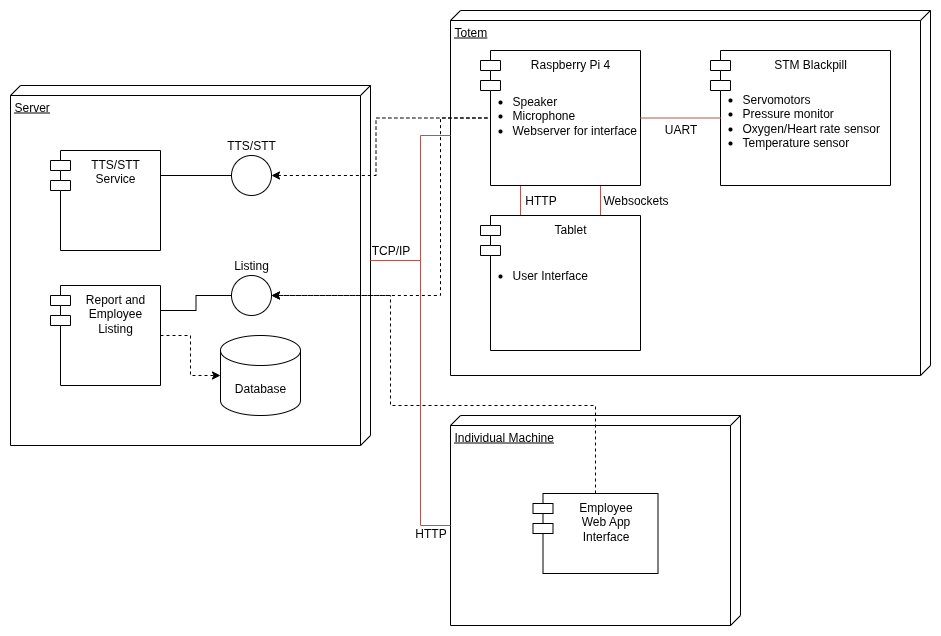 Server
TTS/STT
Service
TTS/STT
Report and
Employee
Listing
Listing
Database
TCP/IP
Totem
Raspberry Pi 4
Speaker
Microphone
Webserver for interface
UART
STM Blackpill
Servomotors
Pressure monitor
Oxygen/Heart rate sensor
Temperature sensor
HTTP
Websockets
Tablet
User Interface
HTTP
Individual Machine
Employee
Web App
Interface